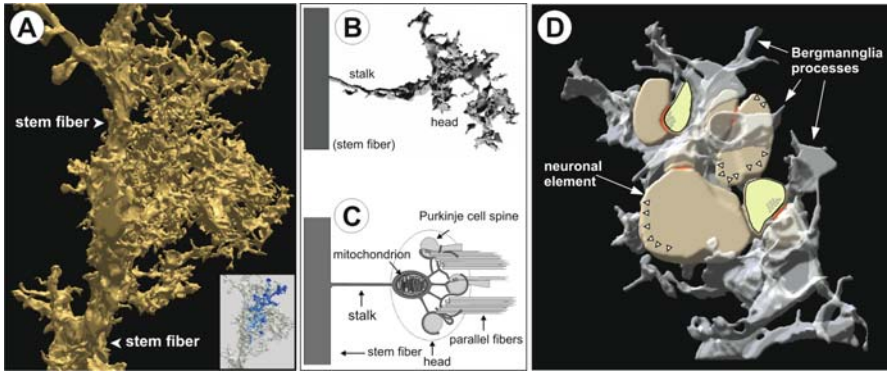 A
stem fiber
stem fiber
B
stalk
head
(stem fiber)
C
Purkinje cell spine
mitochondrion
stalk
parallel fibers
stem fiber
head
D
Bergmannglia
processes
neuronal
element